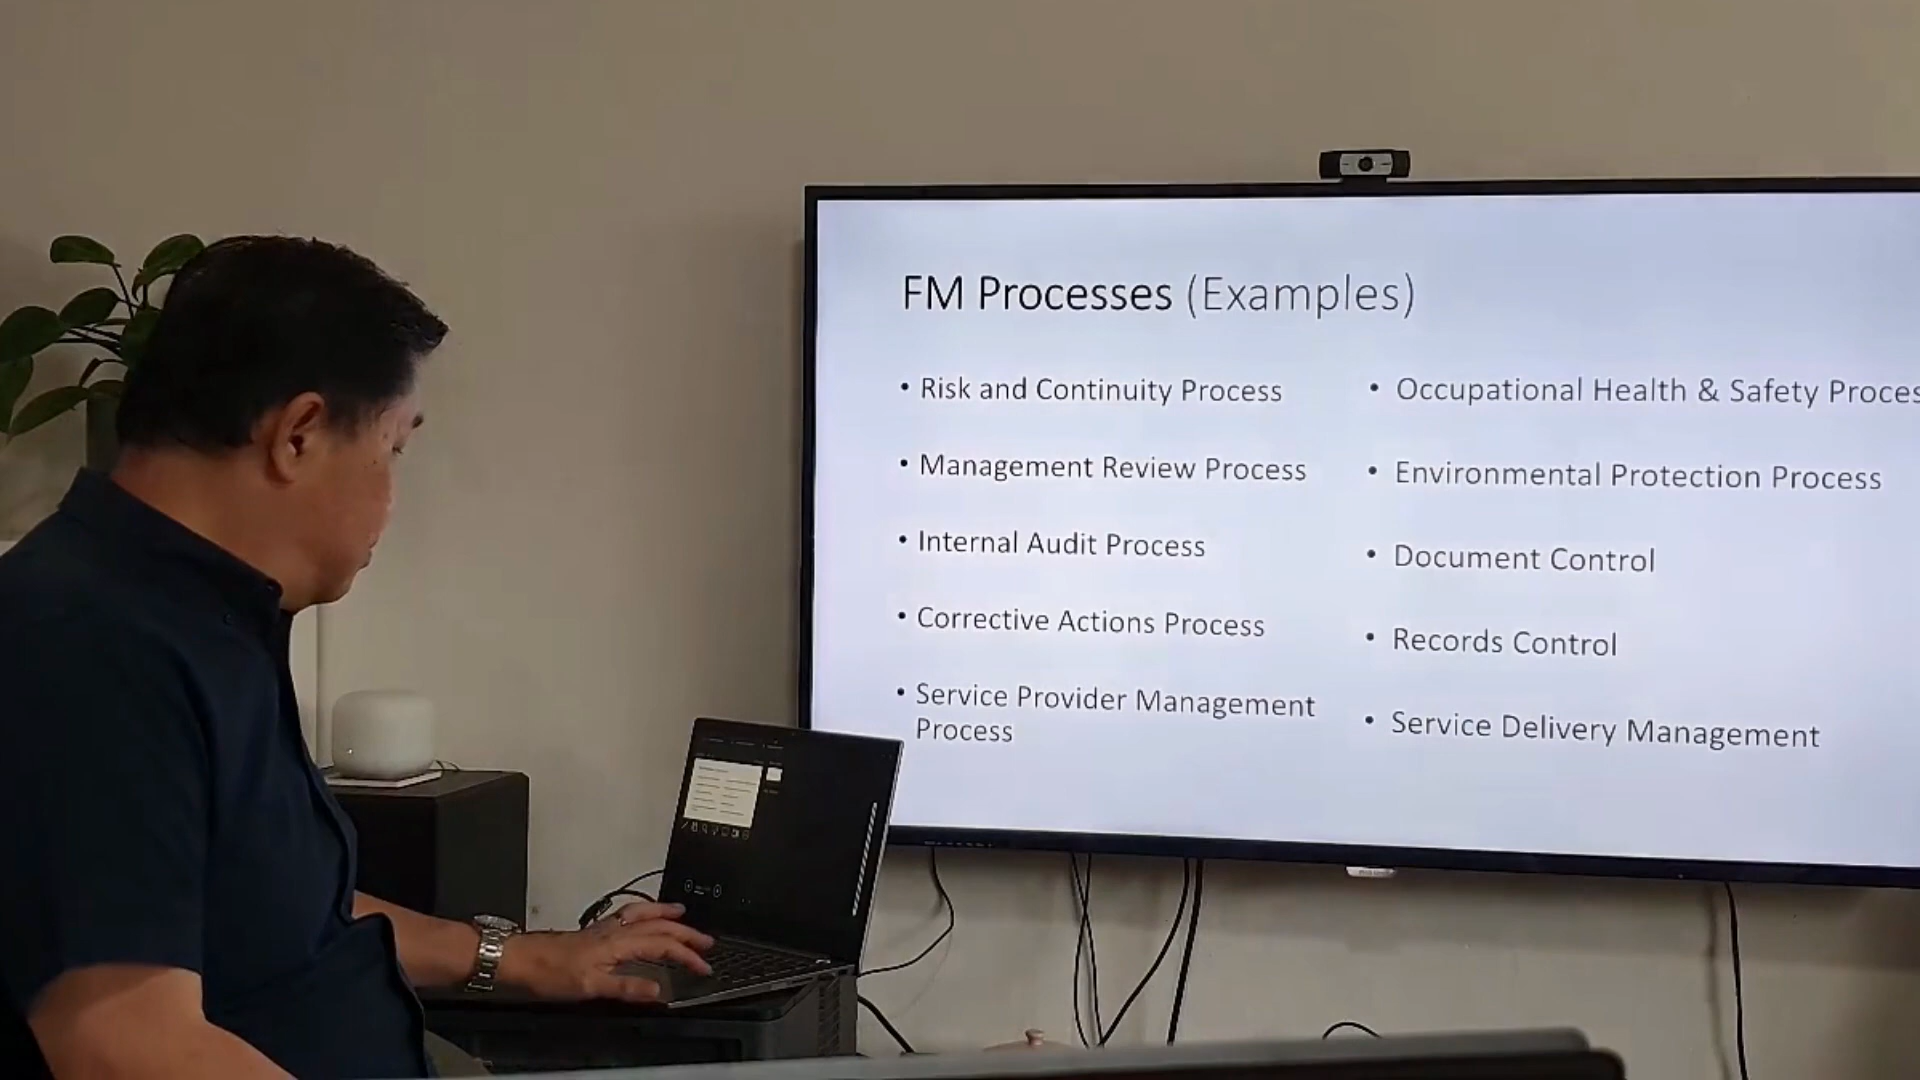 FM Processes (Examples)
• Risk and Continuity Process
• Management Review Process
• Internal Audit Process
• Corrective Actions Process
• Service Provider Management
Process
• Occupational Health & Safety Proces
• Environmental Protection Process
• Document Control
• Records Control
• Service Delivery Management